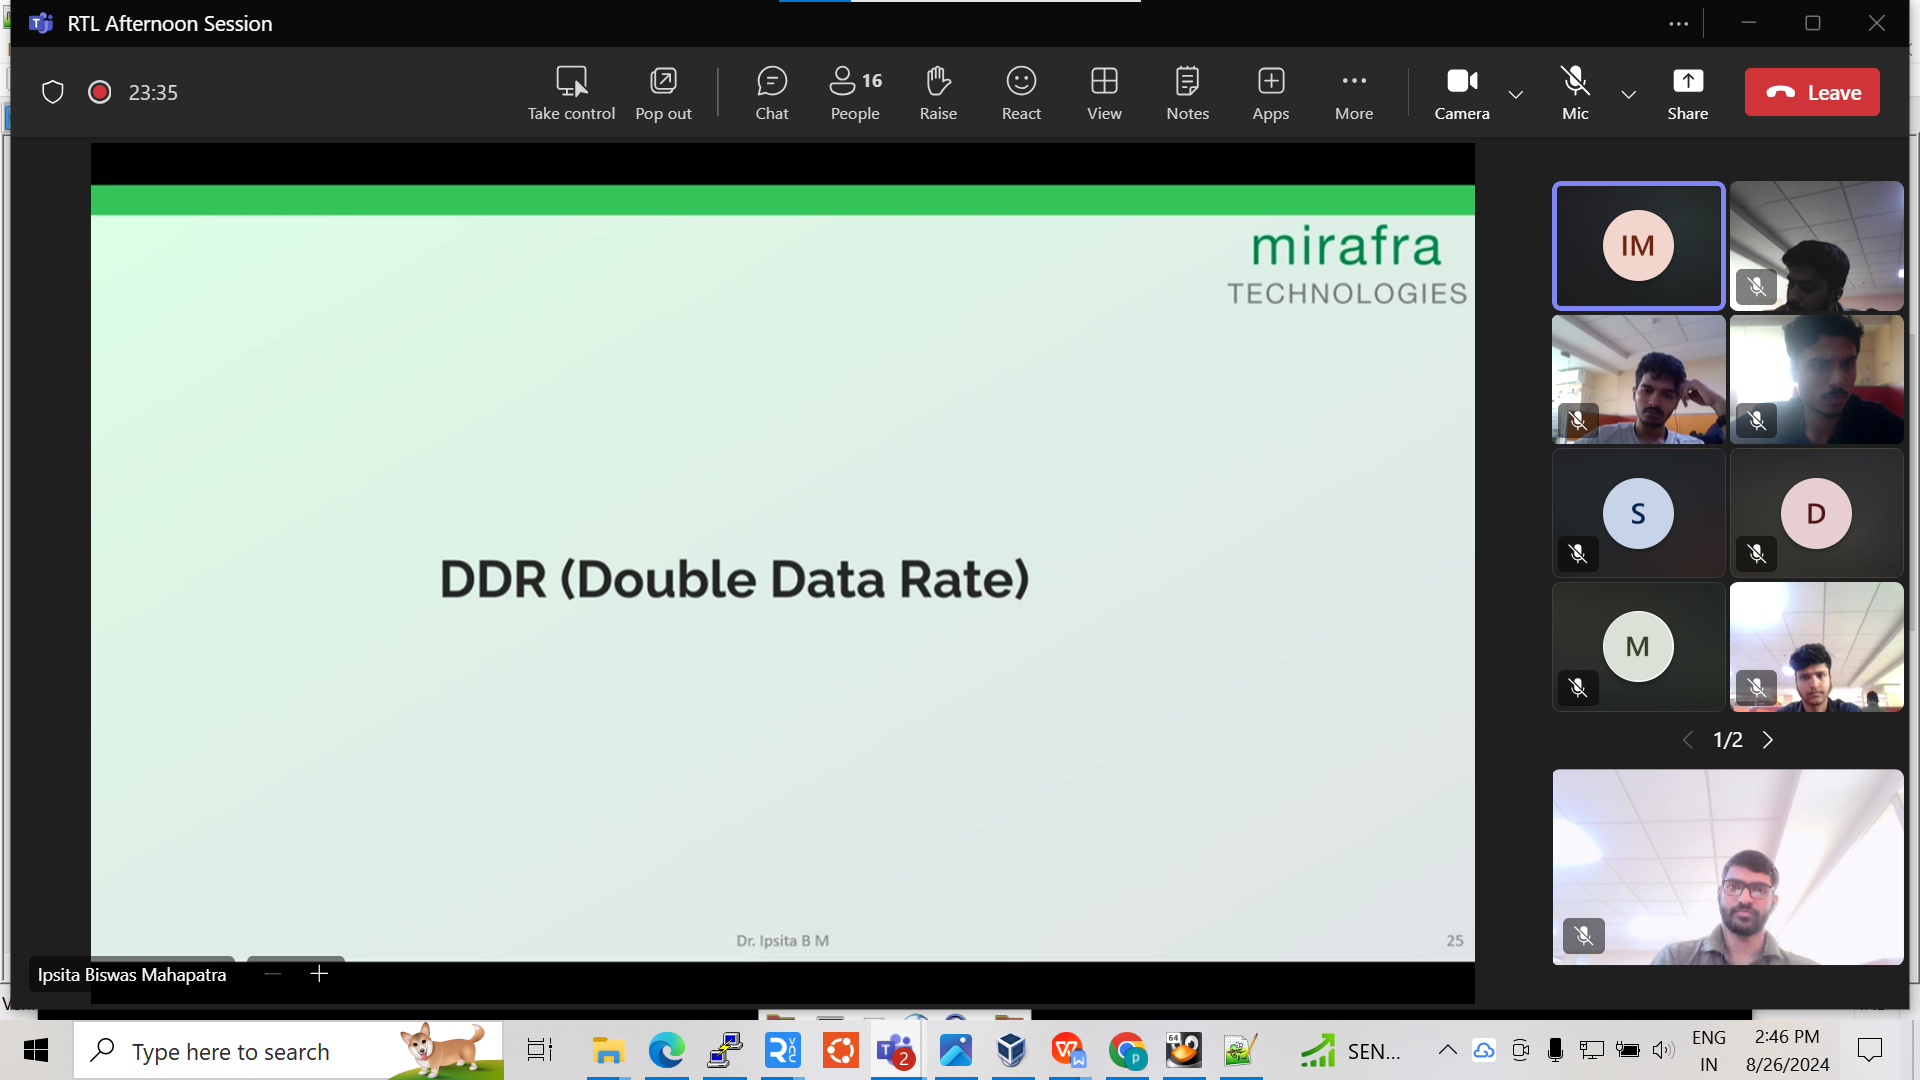 RTL Afternoon Session
23:35
Take control
Pop out
Chat
16
People
Raise
React
View
Notes
Apps
More
Camera
Mic
Share
Leave
mirafra
TECHNOLOGIES
DDR (Double Data Rate)
Dr. Ipsita B M
25
Ipsita Biswas Mahapatra
IM
S
D
M
1/2
Type here to search
2
64
SEN...
ENG
IN
2:46 PM
8/26/2024